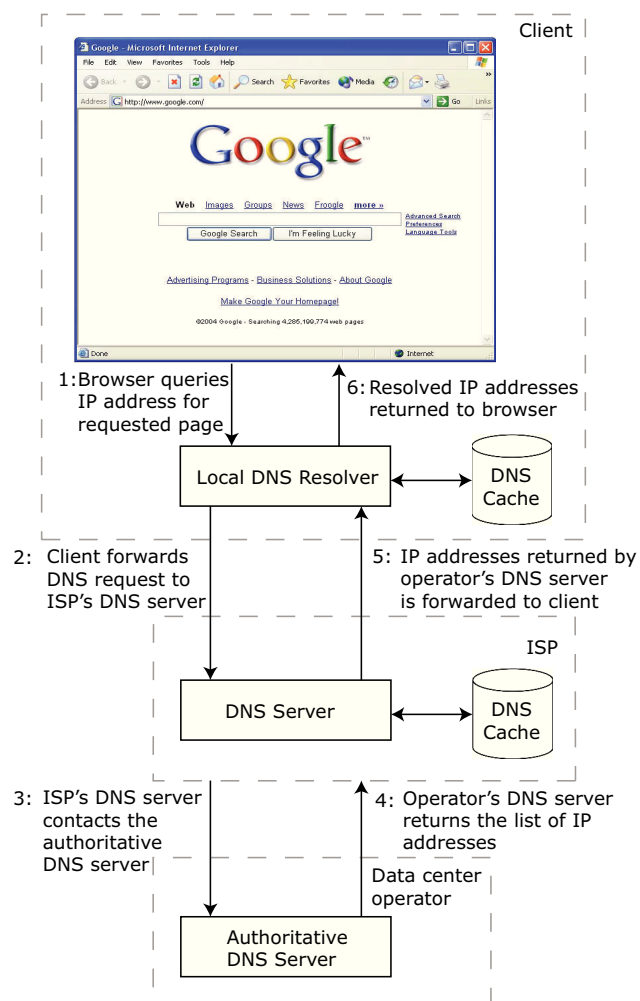 Client
Google - Microsoft Internet Explorer
File Edit View Favorites Tools Help
Back Search Favorites Media »
Address http://www.google.com/ Go Links
Google™
Web Images Groups News Froogle more »
Advanced Search
Preferences
Language Tools
Google Search I'm Feeling Lucky
Advertising Programs - Business Solutions - About Google
Make Google Your Homepage!
©2004 Google - Searching 4,285,199,774 web pages
Done Internet
1: Browser queries
IP address for
requested page
6: Resolved IP addresses
returned to browser
Local DNS Resolver
DNS
Cache
2: Client forwards
DNS request to
ISP's DNS server
5: IP addresses returned by
operator's DNS server
is forwarded to client
ISP
DNS Server
DNS
Cache
3: ISP's DNS server
contacts the
authoritative
DNS server
4: Operator's DNS server
returns the list of IP
addresses
Data center
operator
Authoritative
DNS Server